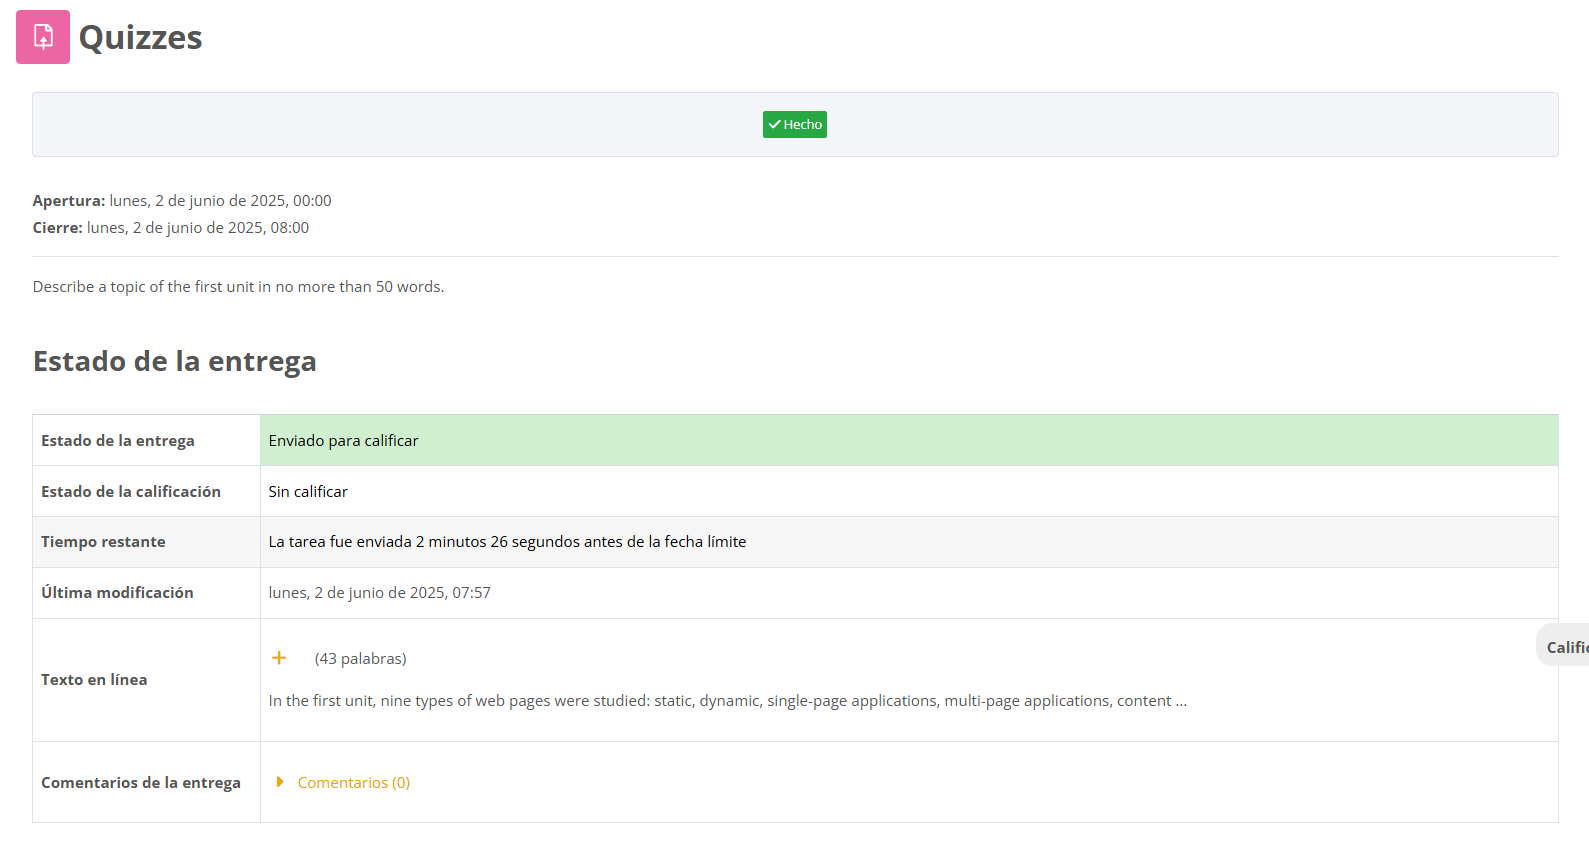 Quizzes
Hecho
Apertura: lunes, 2 de junio de 2025, 00:00
Cierre: lunes, 2 de junio de 2025, 08:00
Describe a topic of the first unit in no more than 50 words.
Estado de la entrega
Estado de la entrega Enviado para calificar
Estado de la calificación Sin calificar
Tiempo restante La tarea fue enviada 2 minutos 26 segundos antes de la fecha límite
Última modificación lunes, 2 de junio de 2025, 07:57
(43 palabras)
Califi
Texto en línea
In the first unit, nine types of web pages were studied: static, dynamic, single-page applications, multi-page applications, content ...
Comentarios de la entrega Comentarios (0)